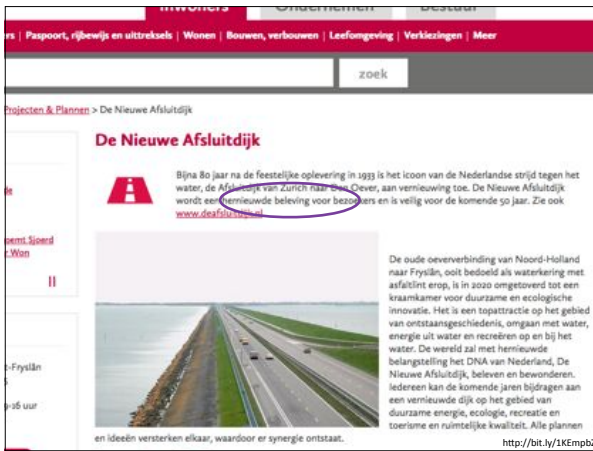 Inwoners Ondernemen Bestuur
rs | Paspoort, rijbewijs en uittreksels | Wonen | Bouwen, verbouwen | Leefomgeving | Verkiezingen | Meer
zoek
Projecten & Plannen > De Nieuwe Afsluitdijk
De Nieuwe Afsluitdijk
Bijna 80 jaar na de feestelijke oplevering in 1933 is het icoon van de Nederlandse strijd tegen het
water, de Afsluitdijk van Zurich naar Den Oever, aan vernieuwing toe. De Nieuwe Afsluitdijk
wordt een hernieuwde beleving voor bezoekers en is veilig voor de komende 50 jaar. Zie ook
www.deafsluitdijk.nl
de
oemt Sjoerd
r Won
De oude oeververbinding van Noord-Holland
naar Fryslân, ooit bedoeld als waterkering met
asfaltlint erop, is in 2020 omgetoverd tot een
kraamkamer voor duurzame en ecologische
innovatie. Het is een topattractie op het gebied
van ontstaansgeschiedenis, omgaan met water,
energie uit water en recreëren op en bij het
water. De wereld zal met hernieuwde
belangstelling het DNA van Nederland, De
Nieuwe Afsluitdijk, beleven en bewonderen.
Iedereen kan de komende jaren bijdragen aan
een vernieuwde dijk op het gebied van
duurzame energie, ecologie, recreatie en
toerisme en ruimtelijke kwaliteit. Alle plannen
en ideeën versterken elkaar, waardoor er synergie ontstaat.
t-Fryslân
9-16 uur
http://bit.ly/1KEmpbZ